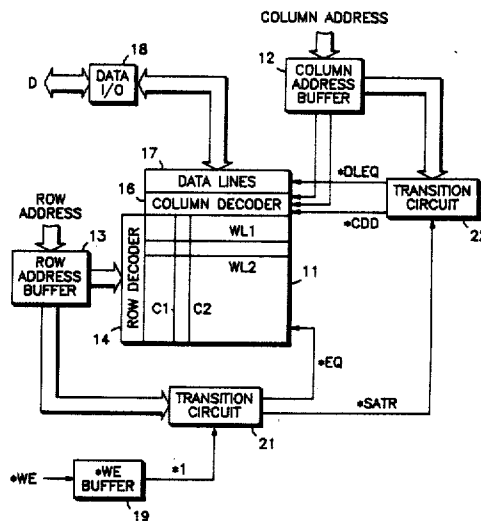 COLUMN ADDRESS
18
12
D
DATA
I/O
COLUMN
ADDRESS
BUFFER
17
DATA LINES
*DLEQ
16
COLUMN DECODER
*CDD
TRANSITION
CIRCUIT
22
ROW
ADDRESS
13
ROW
ADDRESS
BUFFER
ROW DECODER
14
WL1
WL2
C1
C2
11
*EQ
TRANSITION
CIRCUIT
21
*SATR
*1
*WE
*WE
BUFFER
19